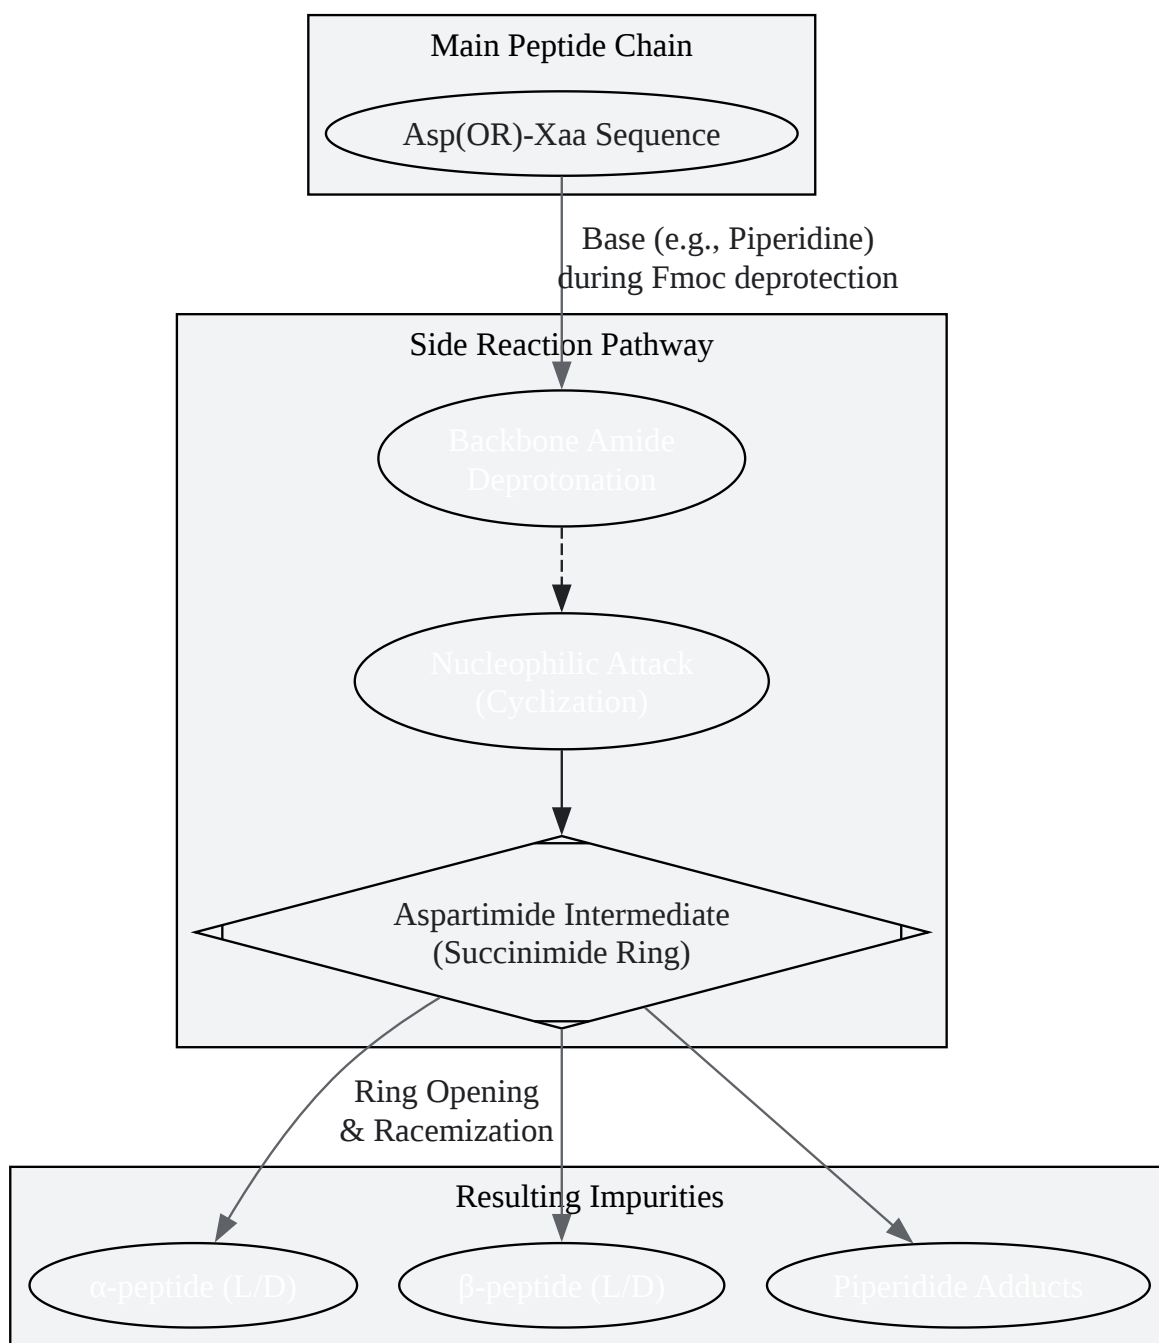 Main Peptide Chain
Asp(OR)-Xaa Sequence
Base (e.g., Piperidine)
during Fmoc deprotection
Side Reaction Pathway
Backbone Amide
Deprotonation
Nucleophilic Attack
(Cyclization)
Aspartimide Intermediate
(Succinimide Ring)
Ring Opening
& Racemization
Resulting Impurities
α-peptide (L/D)
β-peptide (L/D)
Piperidide Adducts